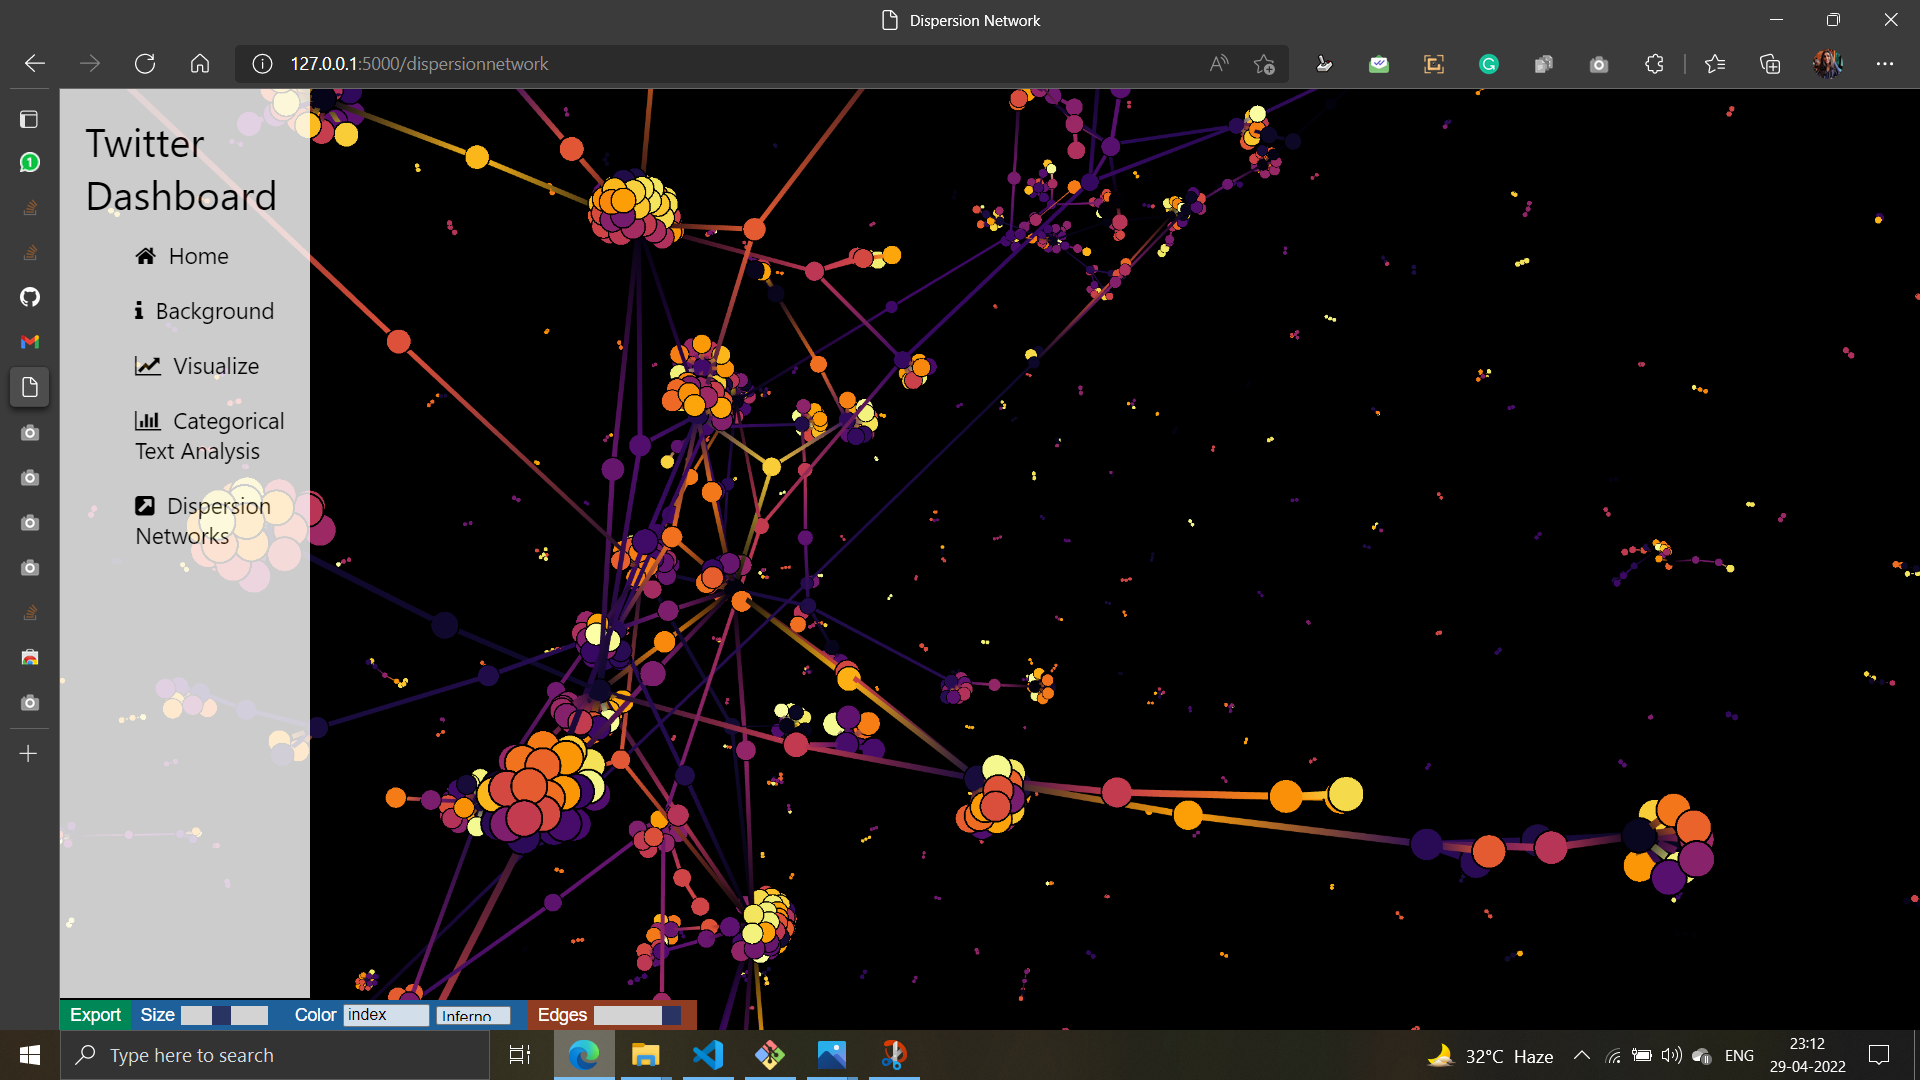 Dispersion Network
127.0.0.1:5000/dispersionnetwork
1
Twitter
Dashboard
Home
Background
Visualize
Categorical
Text Analysis
Dispersion
Networks
Export Size Color index Inferno Edges
Type here to search
32°C Haze
ENG
23:12
29-04-2022